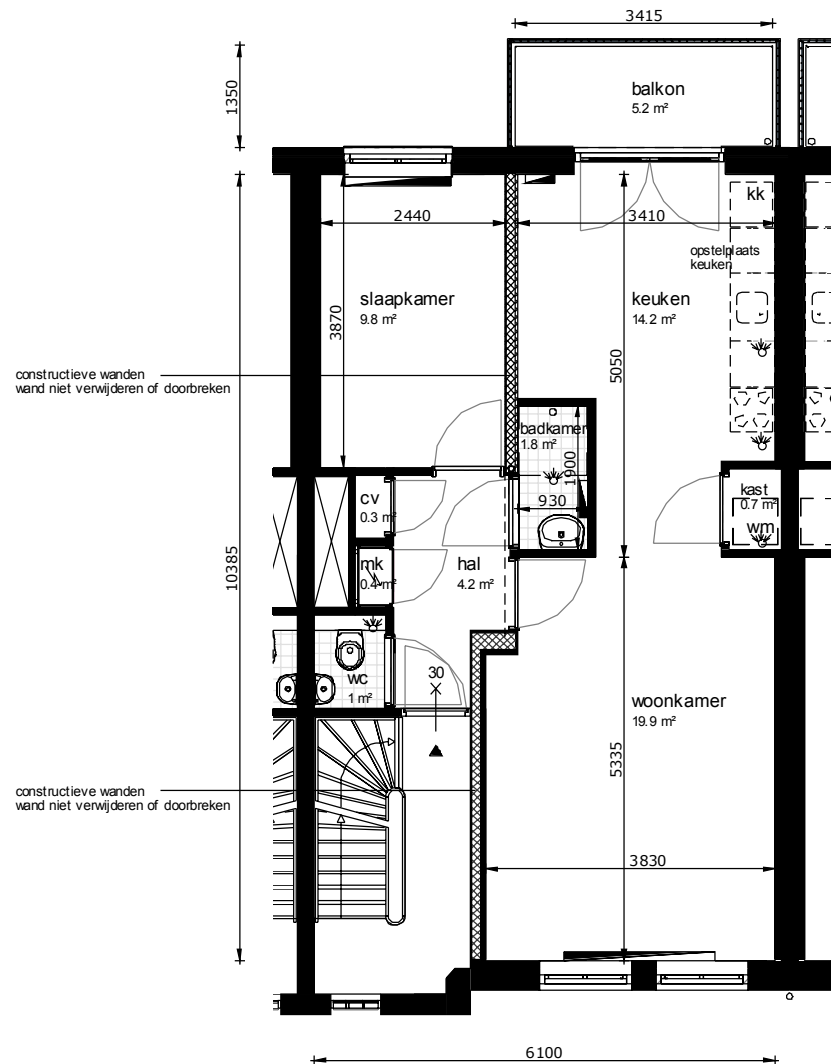 3415
1350
balkon
5.2 m²
kk
2440
3410
opstelplaats
keuken
slaapkamer
9.8 m²
keuken
14.2 m²
3870
5050
constructieve wanden
wand niet verwijderen of doorbreken
badkamer
1.8 m²
1900
930
cv
0.3 m²
kast
0.7 m²
wm
mk
0.4 m²
hal
4.2 m²
10385
wc
1 m²
30
woonkamer
19.9 m²
5335
constructieve wanden
wand niet verwijderen of doorbreken
3830
6100